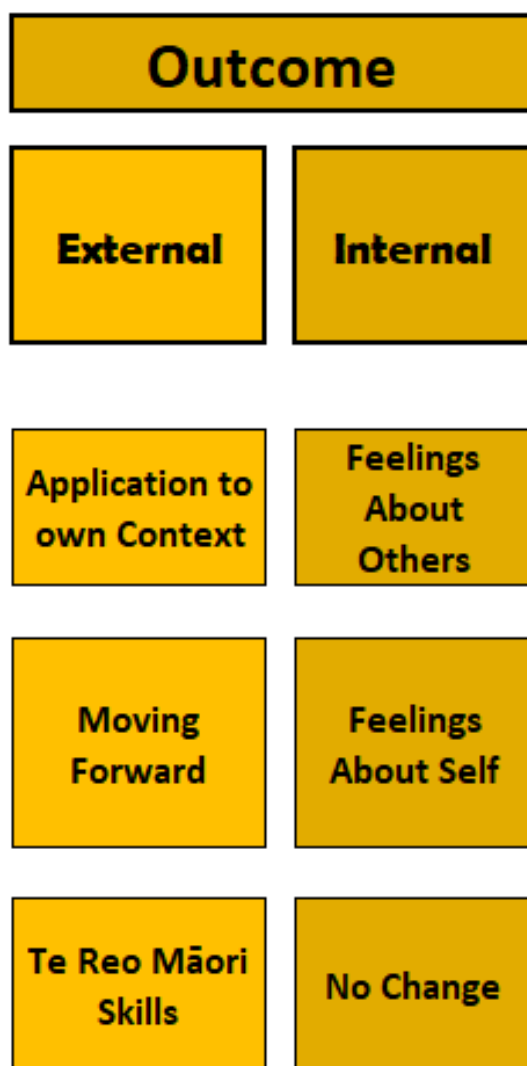 Outcome
External
Internal
Application to
own Context
Feelings
About
Others
Moving
Forward
Feelings
About Self
Te Reo Māori
Skills
No Change